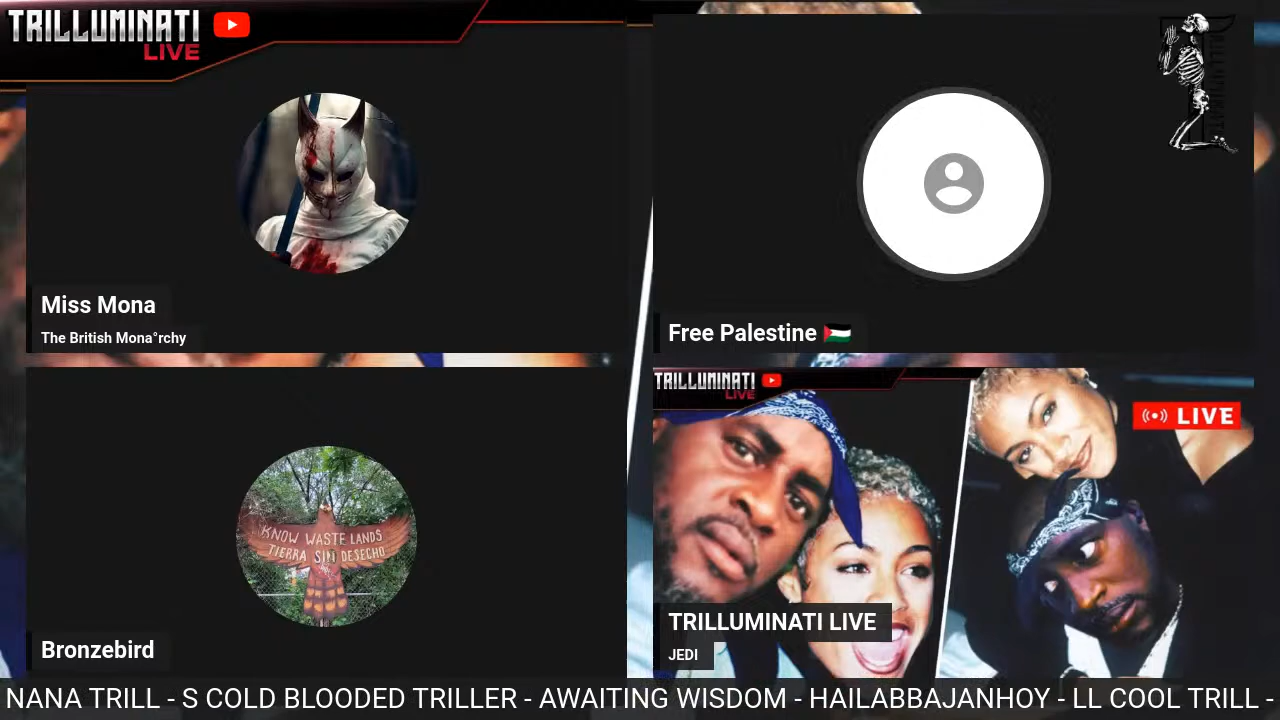 TRILLUMINATI
LIVE
Miss Mona
The British Mona°rchy
Free Palestine 🇵🇸
KNOW WASTE LANDS
TIERRA SIN DESECHO
Bronzebird
TRILLUMINATI
LIVE
LIVE
TRILLUMINATI LIVE
JEDI
NANA TRILL - S COLD BLOODED TRILLER - AWAITING WISDOM - HAILABBAJANHOY - LL COOL TRILL -